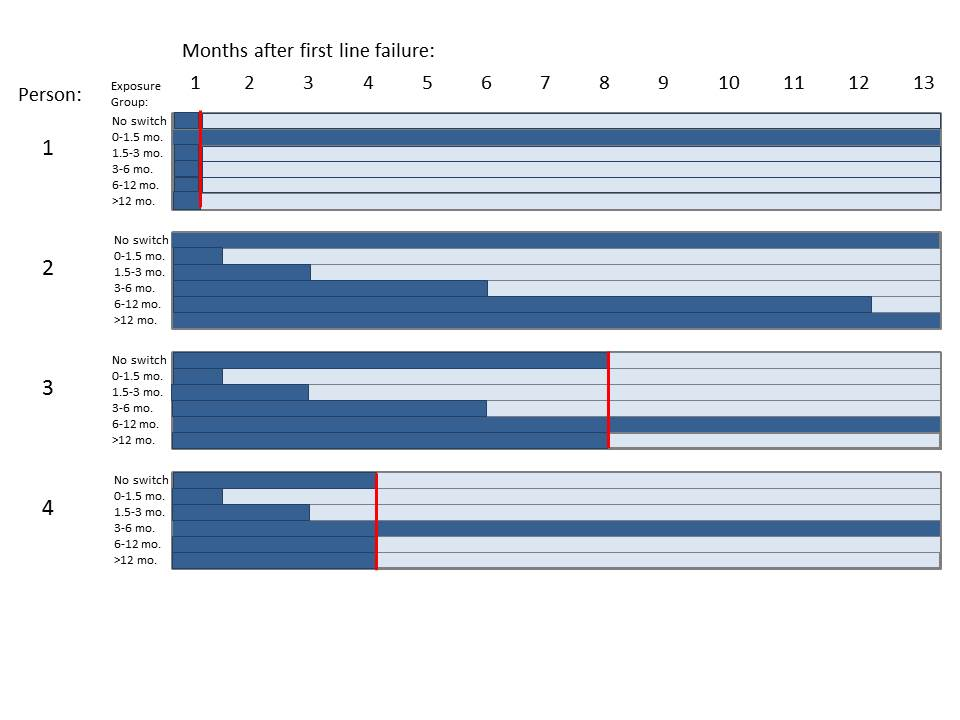 Months after first line failure:
Person: Exposure Group: 1 2 3 4 5 6 7 8 9 10 11 12 13
1
No switch
0-1.5 mo.
1.5-3 mo.
3-6 mo.
6-12 mo.
>12 mo.
2
No switch
0-1.5 mo.
1.5-3 mo.
3-6 mo.
6-12 mo.
>12 mo.
3
No switch
0-1.5 mo.
1.5-3 mo.
3-6 mo.
6-12 mo.
>12 mo.
4
No switch
0-1.5 mo.
1.5-3 mo.
3-6 mo.
6-12 mo.
>12 mo.